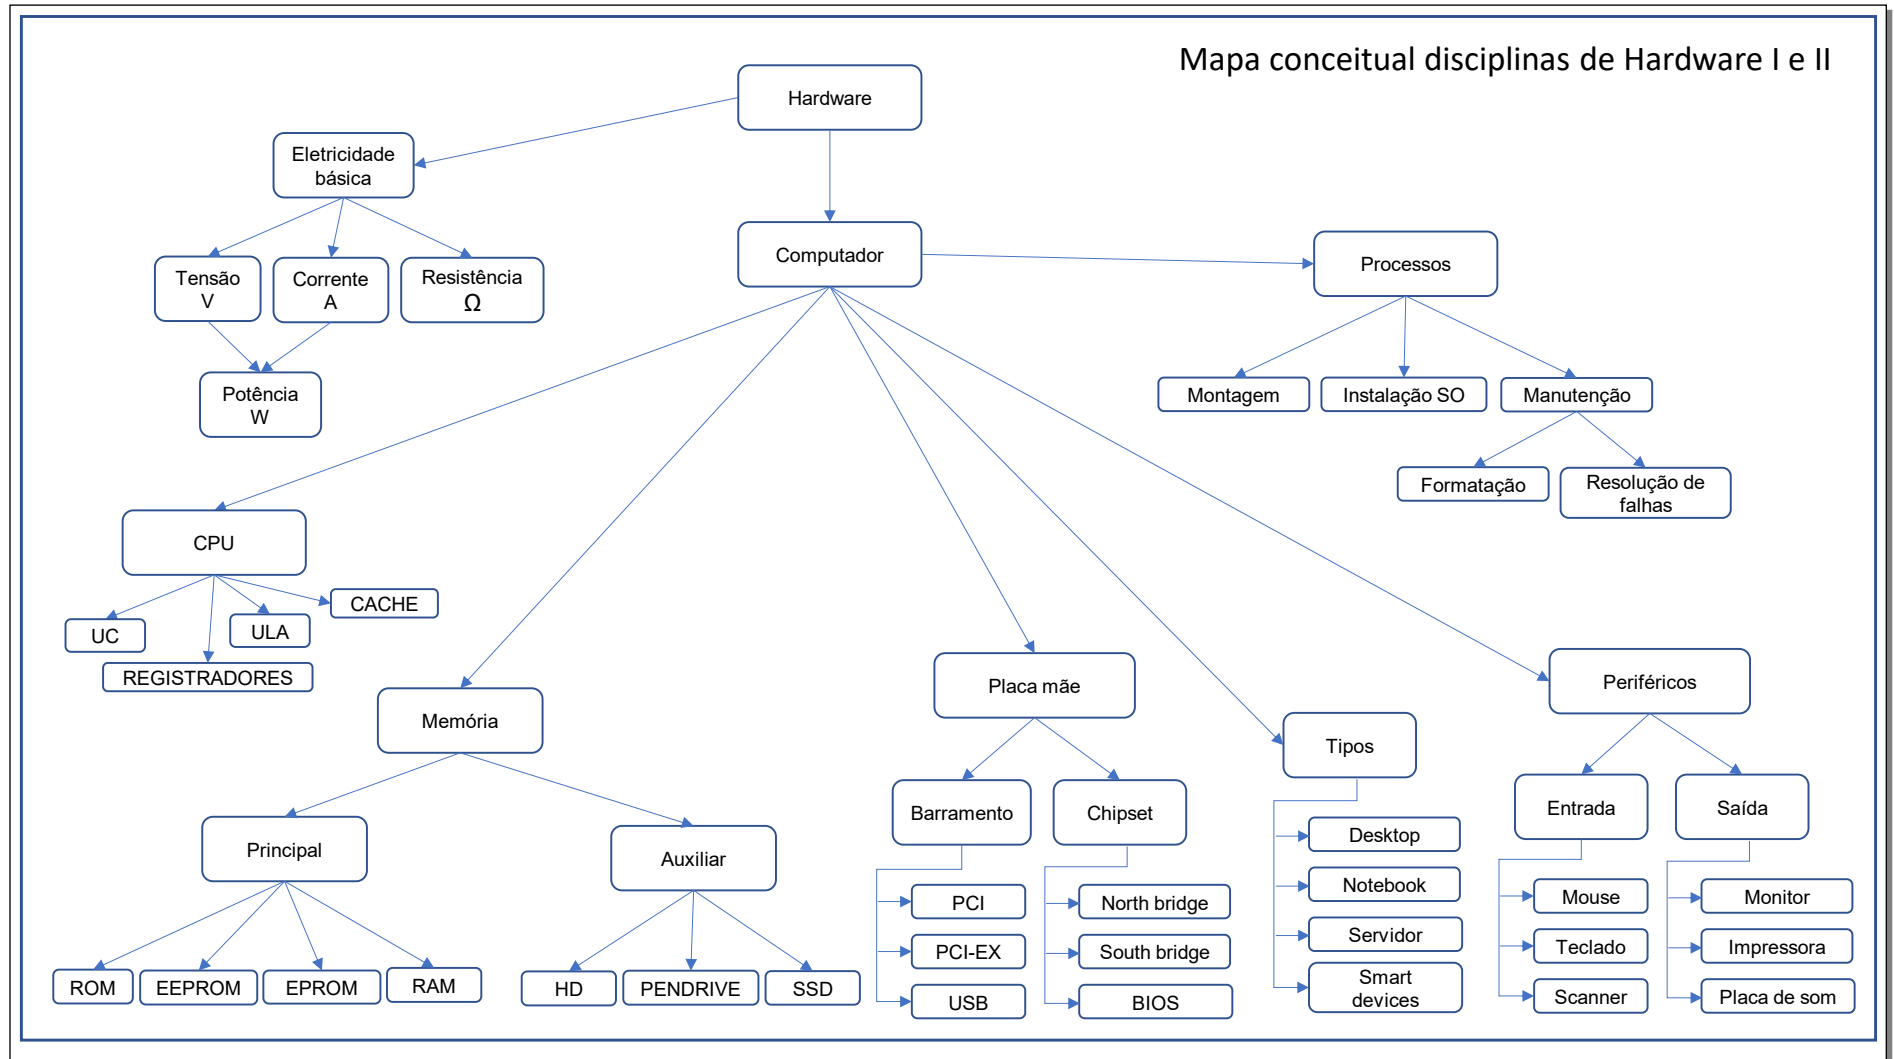 Mapa conceitual disciplinas de Hardware I e II
Hardware
Eletricidade
básica
Computador
Processos
Tensão
V
Corrente
A
Resistência
Ω
Potência
W
Montagem
Instalação SO
Manutenção
Formatação
Resolução de
falhas
CPU
UC
REGISTRADORES
ULA
CACHE
Memória
Principal
ROM
EEPROM
EPROM
RAM
Auxiliar
HD
PENDRIVE
SSD
Placa mãe
Barramento
PCI
PCI-EX
USB
Chipset
North bridge
South bridge
BIOS
Tipos
Desktop
Notebook
Servidor
Smart
devices
Periféricos
Entrada
Mouse
Teclado
Scanner
Saída
Monitor
Impressora
Placa de som